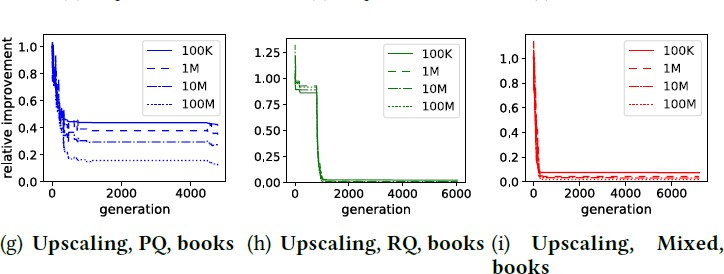 relative improvement
1.0
0.8
0.6
0.4
0.2
0.0
100K
1M
10M
100M
0 2000 4000
generation
1.25
1.00
0.75
0.50
0.25
0.00
100K
1M
10M
100M
0 2000 4000 6000
generation
1.0
0.8
0.6
0.4
0.2
0.0
100K
1M
10M
100M
0 2000 4000 6000
generation
(g) Upscaling, PQ, books
(h) Upscaling, RQ, books
(i) Upscaling, Mixed,
books